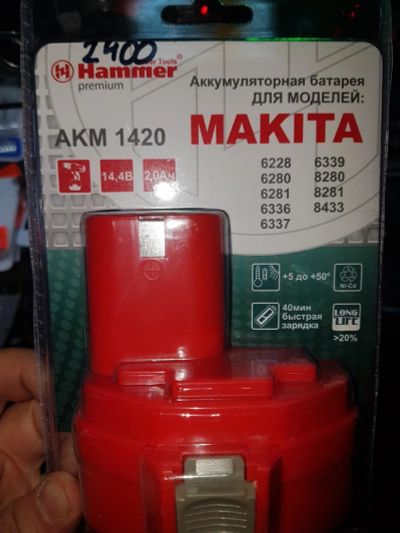 2400
Power Tools
Hammer
premium
Аккумуляторная батарея
ДЛЯ МОДЕЛЕЙ:
AKM 1420
MAKITA
14,4В 2,0Ач
6228 6339
6280 8280
6281 8281
6336 8433
6337
+5 до +50°
Ni-Cd
40мин
быстрая
зарядка
LONG
LIFE
>20%